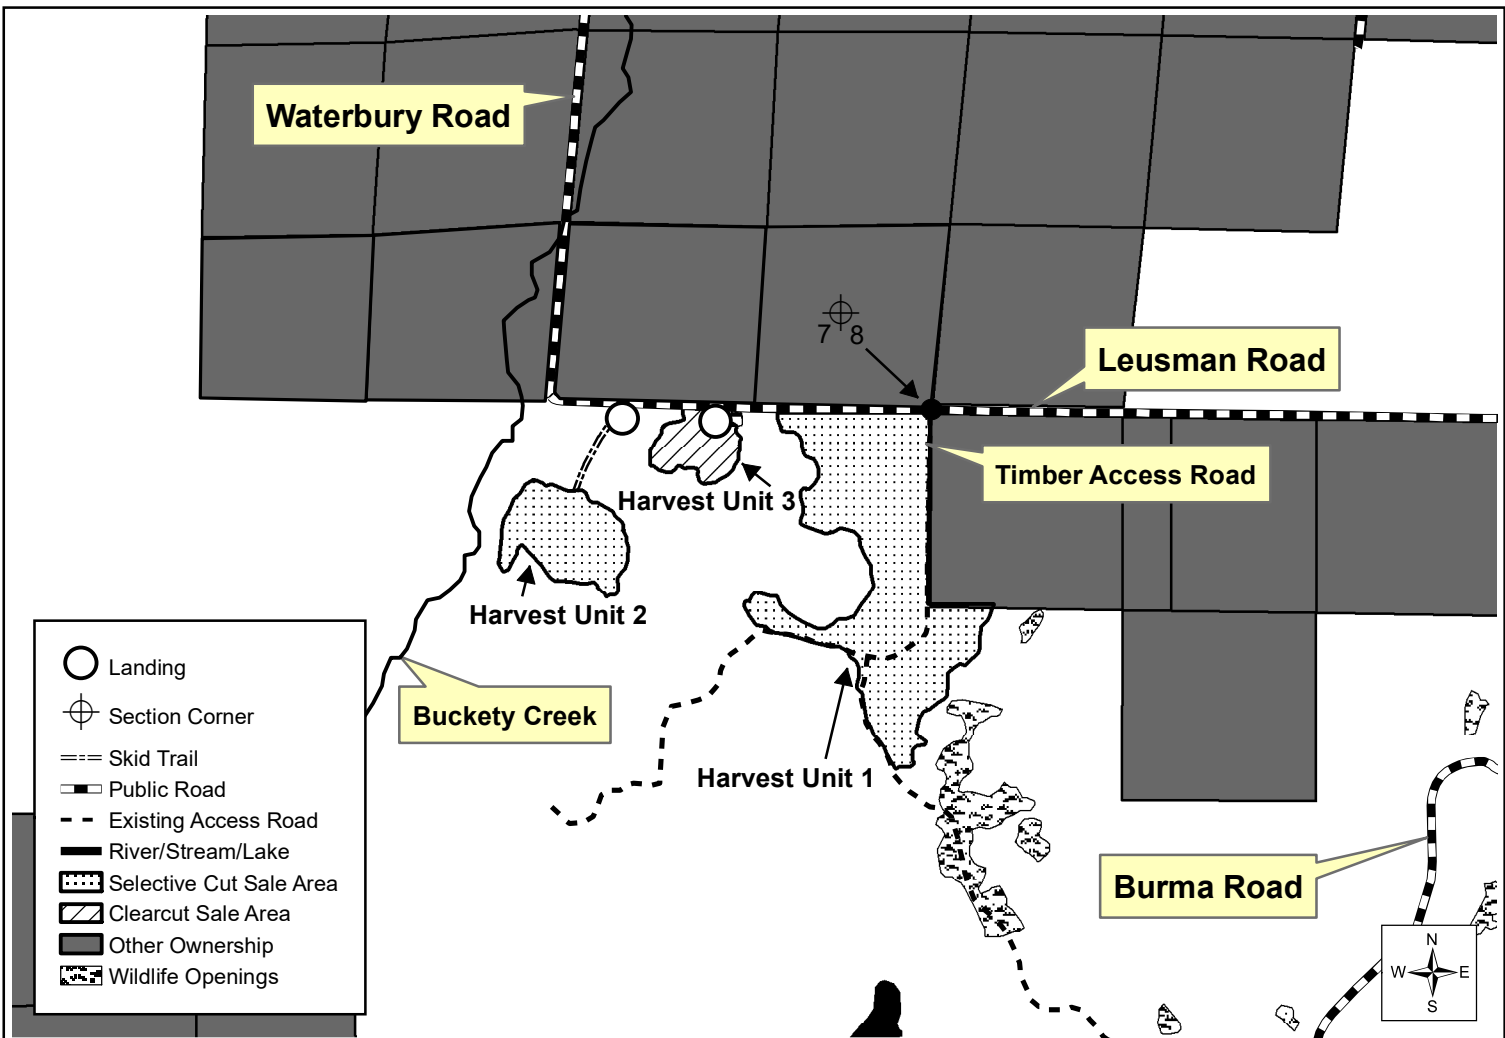 Waterbury Road
7 8
Leusman Road
Timber Access Road
Harvest Unit 3
Harvest Unit 2
Buckety Creek
Harvest Unit 1
Burma Road
Landing
Section Corner
Skid Trail
Public Road
Existing Access Road
River/Stream/Lake
Selective Cut Sale Area
Clearcut Sale Area
Other Ownership
Wildlife Openings
N
W E
S